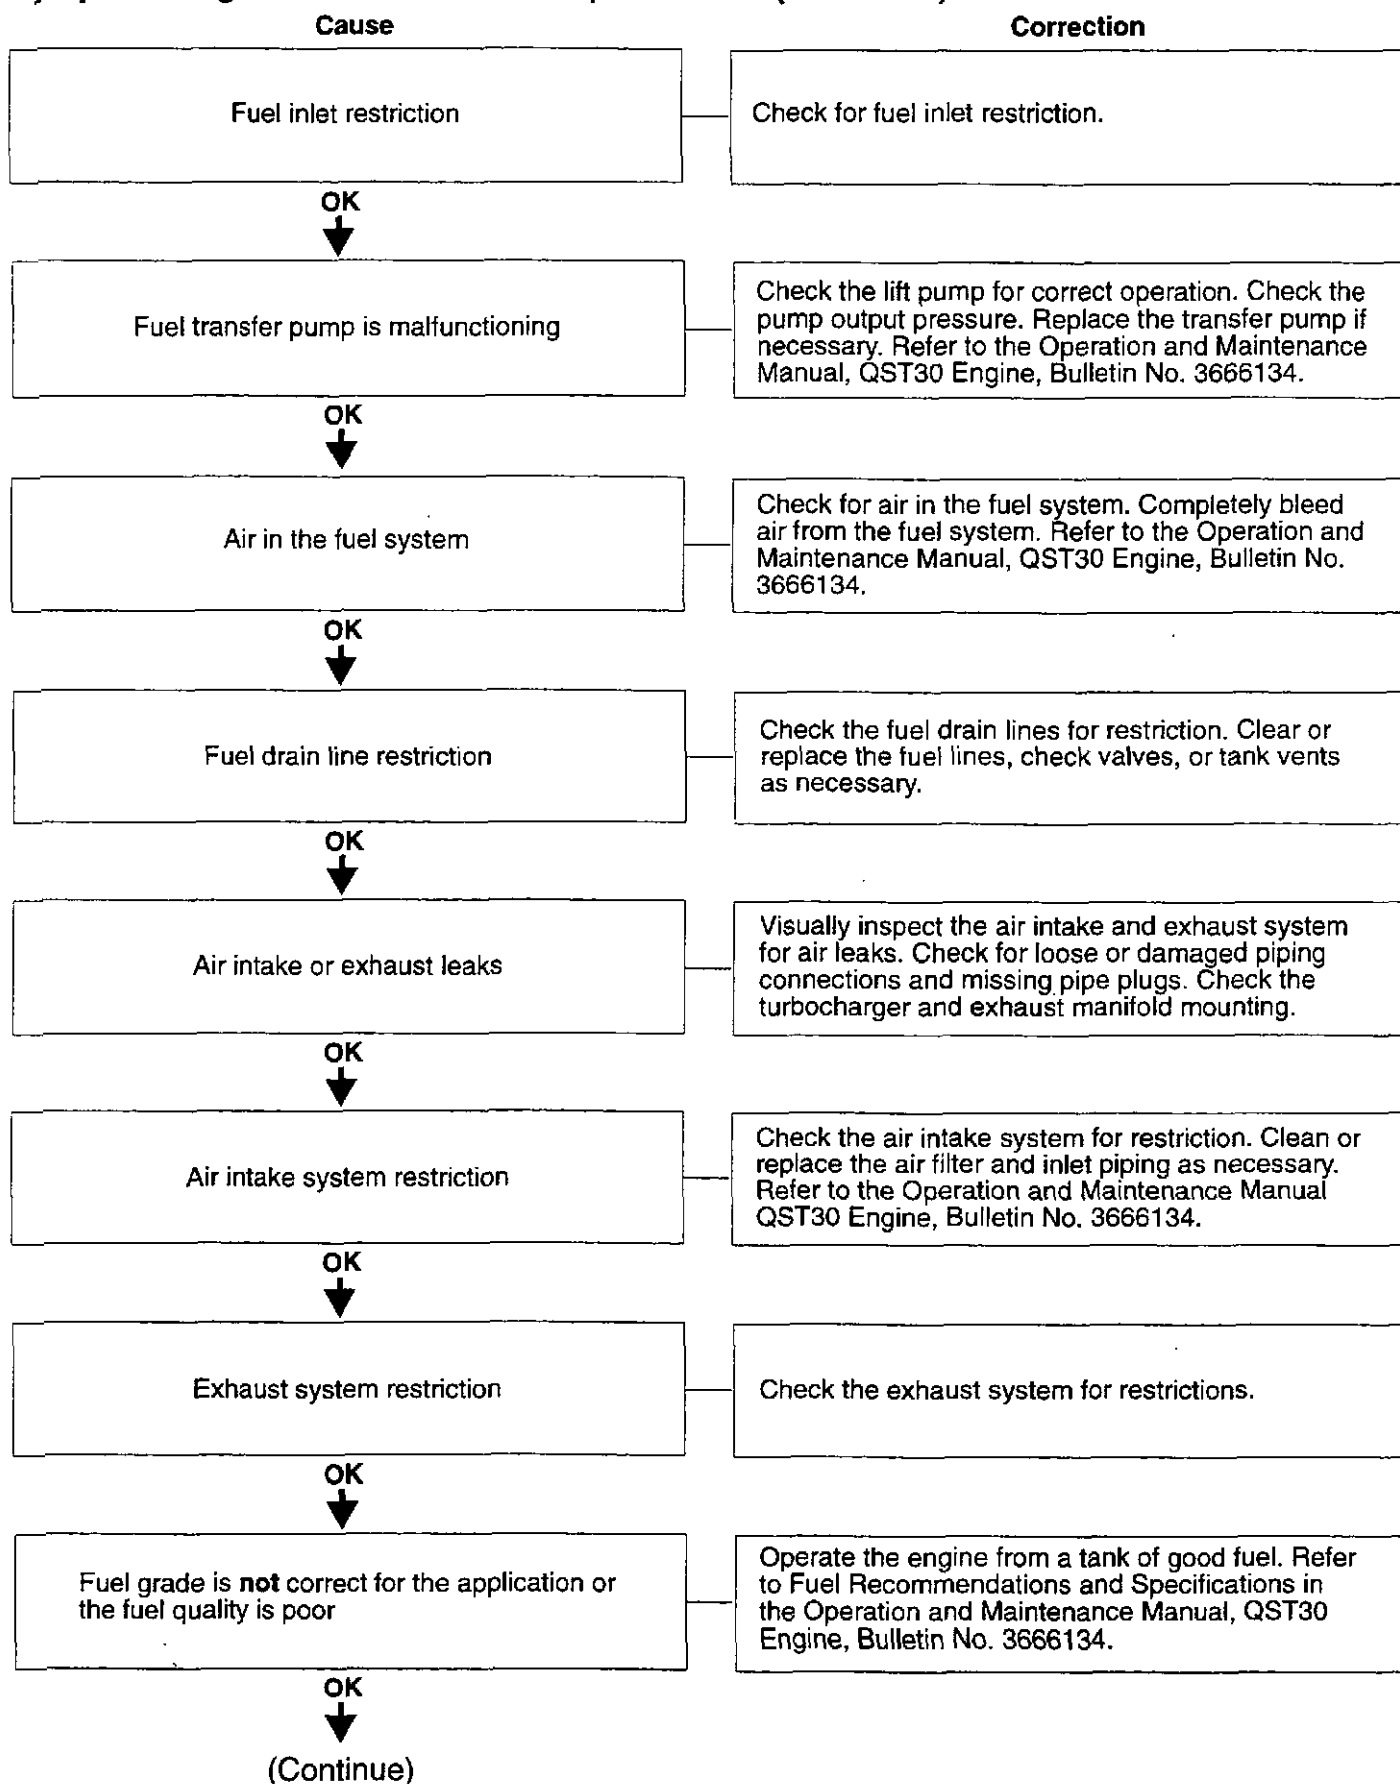 Cause
Correction
Fuel inlet restriction
Check for fuel inlet restriction.
OK
Fuel transfer pump is malfunctioning
Check the lift pump for correct operation. Check the
pump output pressure. Replace the transfer pump if
necessary. Refer to the Operation and Maintenance
Manual, QST30 Engine, Bulletin No. 3666134.
OK
Air in the fuel system
Check for air in the fuel system. Completely bleed
air from the fuel system. Refer to the Operation and
Maintenance Manual, QST30 Engine, Bulletin No.
3666134.
OK
Fuel drain line restriction
Check the fuel drain lines for restriction. Clear or
replace the fuel lines, check valves, or tank vents
as necessary.
OK
Air intake or exhaust leaks
Visually inspect the air intake and exhaust system
for air leaks. Check for loose or damaged piping
connections and missing pipe plugs. Check the
turbocharger and exhaust manifold mounting.
OK
Air intake system restriction
Check the air intake system for restriction. Clean or
replace the air filter and inlet piping as necessary.
Refer to the Operation and Maintenance Manual
QST30 Engine, Bulletin No. 3666134.
OK
Exhaust system restriction
Check the exhaust system for restrictions.
OK
Fuel grade is not correct for the application or
the fuel quality is poor
Operate the engine from a tank of good fuel. Refer
to Fuel Recommendations and Specifications in
the Operation and Maintenance Manual, QST30
Engine, Bulletin No. 3666134.
OK
(Continue)